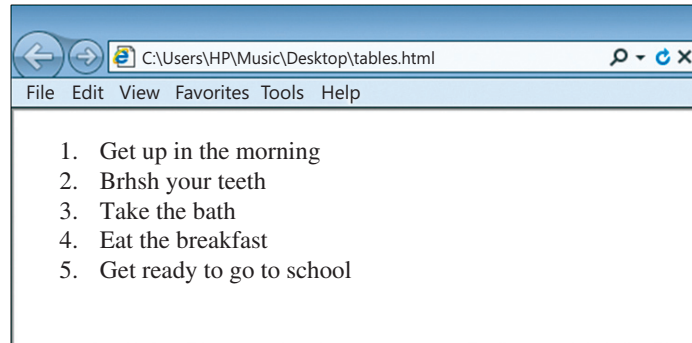 C:\Users\HP\Music\Desktop\tables.html
File Edit View Favorites Tools Help
1. Get up in the morning
2. Brhsh your teeth
3. Take the bath
4. Eat the breakfast
5. Get ready to go to school